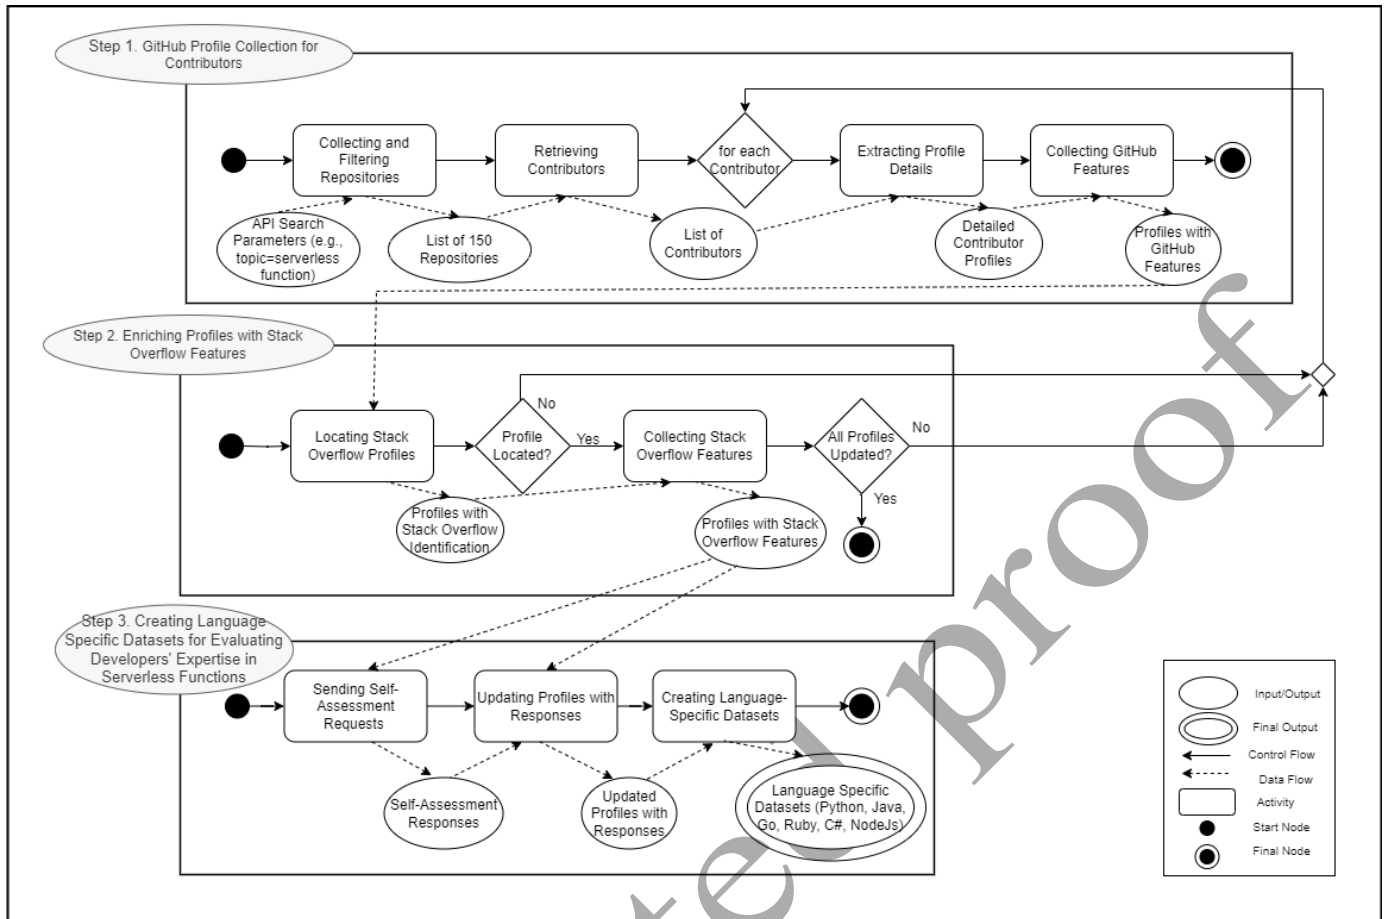 Step 1. GitHub Profile Collection for
Contributors
Collecting and
Filtering
Repositories
Retrieving
Contributors
for each
Contributor
Extracting Profile
Details
Collecting GitHub
Features
API Search
Parameters (e.g.,
topic=serverless
function)
List of 150
Repositories
List of
Contributors
Detailed
Contributor
Profiles
Profiles with
GitHub
Features
Step 2. Enriching Profiles with Stack
Overflow Features
Locating Stack
Overflow Profiles
Profile
Located?
No
Yes
Collecting Stack
Overflow Features
All Profiles
Updated?
No
Yes
Profiles with
Stack Overflow
Identification
Profiles with Stack
Overflow Features
Step 3. Creating Language
Specific Datasets for Evaluating
Developers' Expertise in
Serverless Functions
Sending Self-
Assessment
Requests
Updating Profiles with
Responses
Creating Language-
Specific Datasets
Self-Assessment
Responses
Updated
Profiles with
Responses
Language Specific
Datasets (Python, Java,
Go, Ruby, C#, NodeJs)
Input/Output
Final Output
Control Flow
Data Flow
Activity
Start Node
Final Node
ted proof